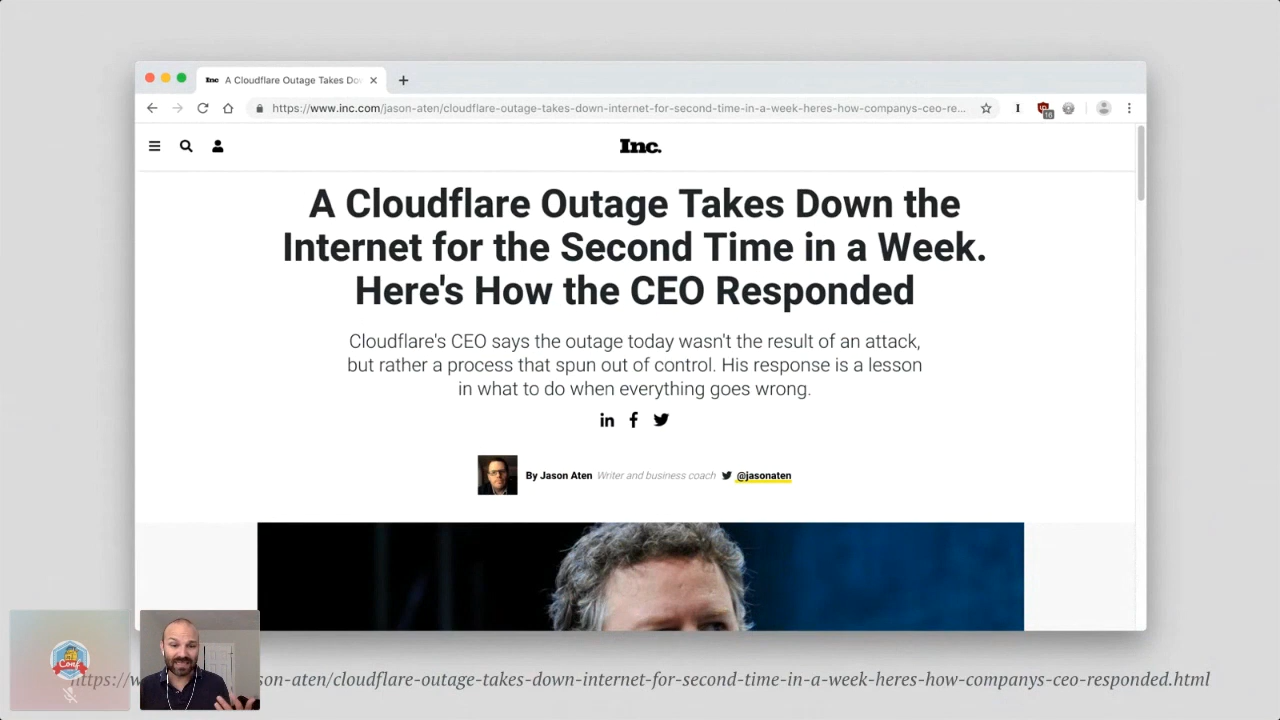 Inc A Cloudflare Outage Takes Do
https://www.inc.com/jason-aten/cloudflare-outage-takes-down-internet-for-second-time-in-a-week-heres-how-companys-ceo-re...
Inc.
A Cloudflare Outage Takes Down the
Internet for the Second Time in a Week.
Here's How the CEO Responded
Cloudflare's CEO says the outage today wasn't the result of an attack,
but rather a process that spun out of control. His response is a lesson
in what to do when everything goes wrong.
By Jason Aten Writer and business coach @jasonaten
Conf
https://w son-aten/cloudflare-outage-takes-down-internet-for-second-time-in-a-week-heres-how-companys-ceo-responded.html